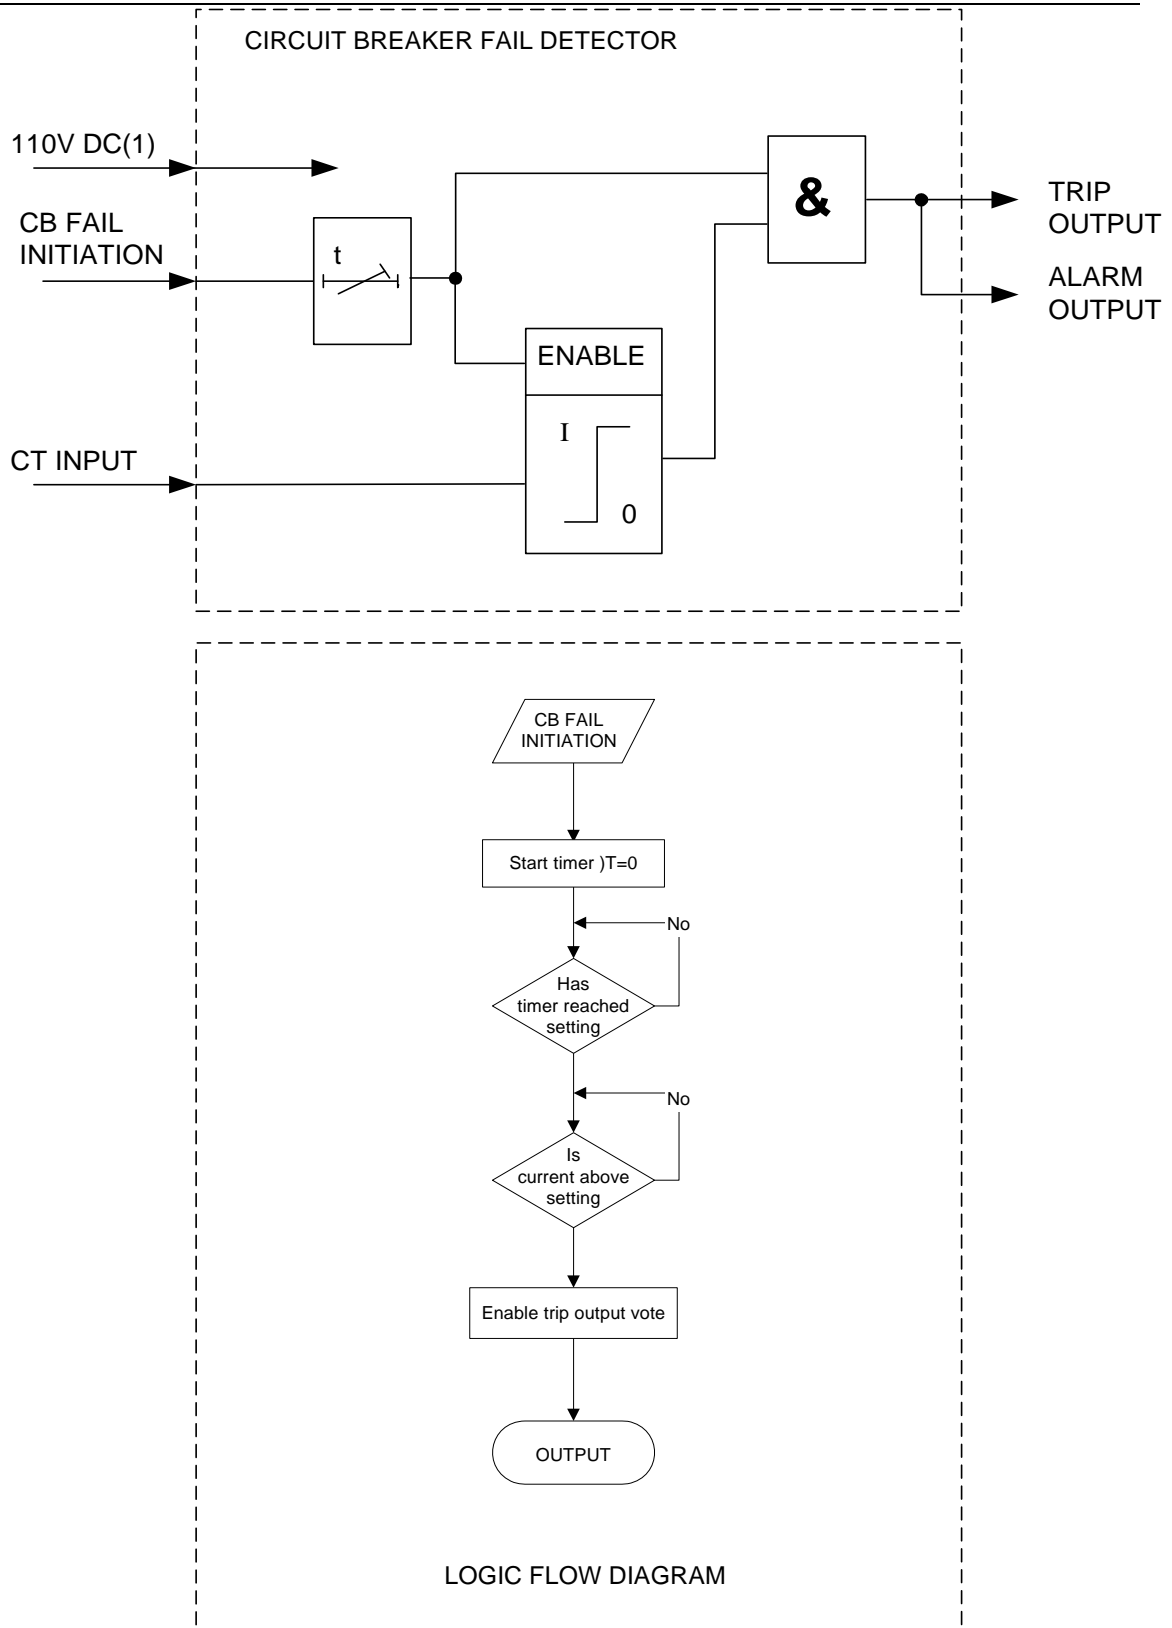 CIRCUIT BREAKER FAIL DETECTOR
110V DC(1)
CB FAIL
INITIATION
t
&
TRIP
OUTPUT
ALARM
OUTPUT
ENABLE
I
0
CT INPUT
CB FAIL
INITIATION
Start timer )T=0
No
Has
timer reached
setting
No
Is
current above
setting
Enable trip output vote
OUTPUT
LOGIC FLOW DIAGRAM